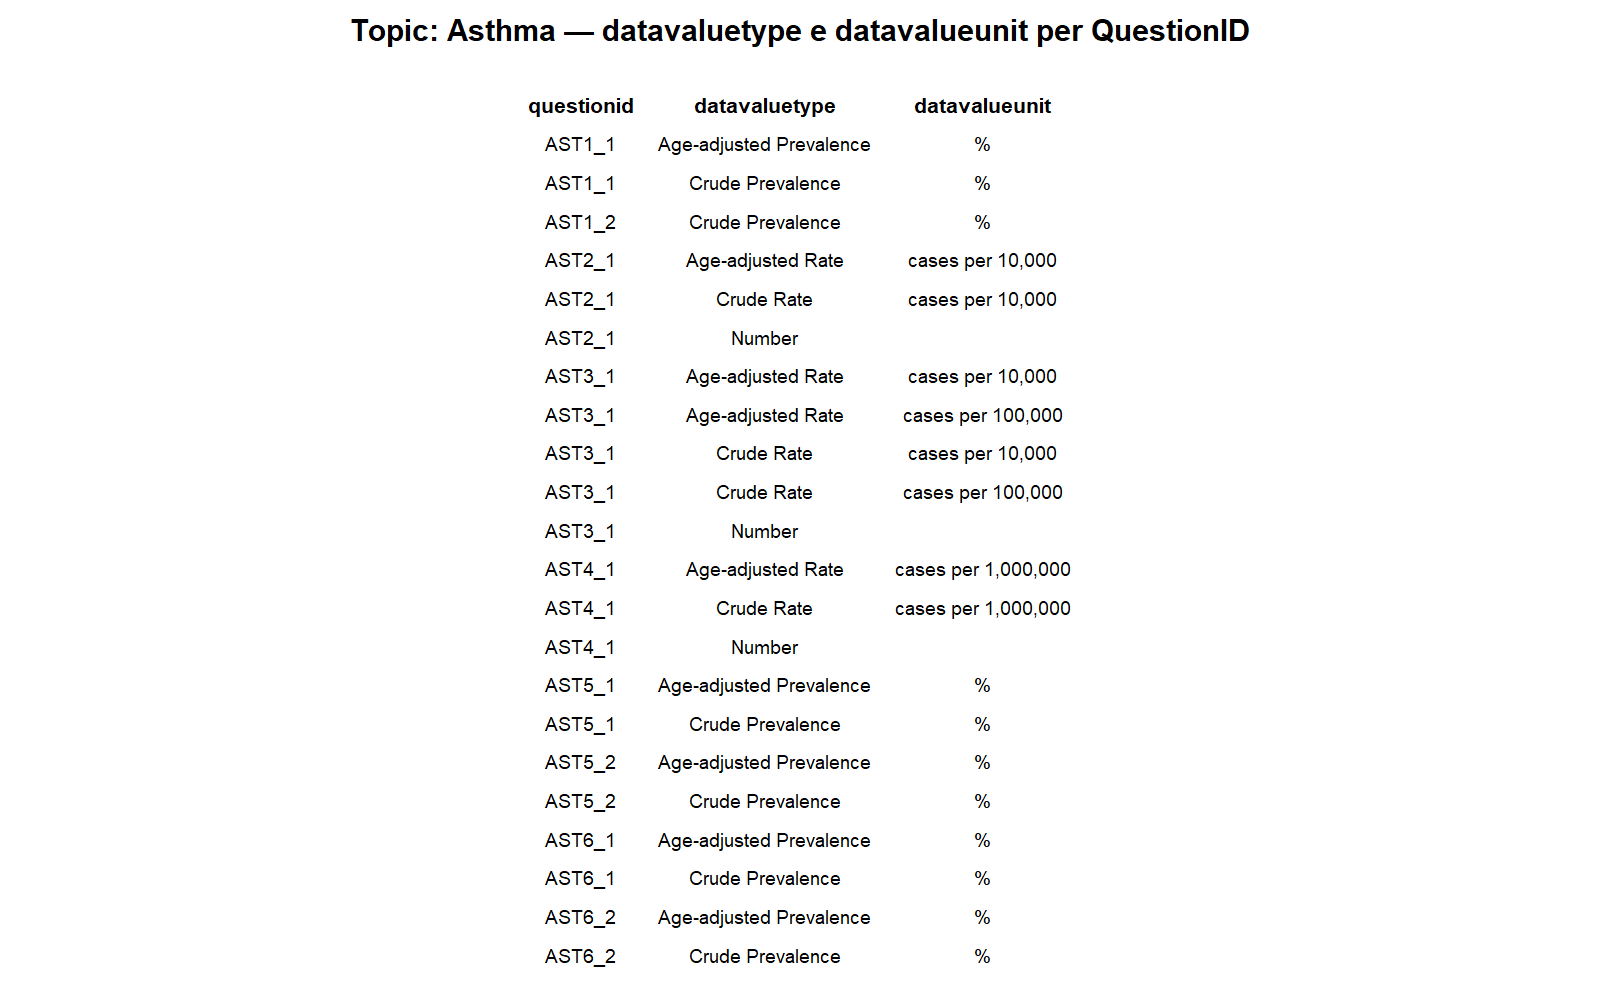 Topic: Asthma — datavaluetype e datavalueunit per QuestionID
questionid datavaluetype datavalueunit
AST1_1 Age-adjusted Prevalence %
AST1_1 Crude Prevalence %
AST1_2 Crude Prevalence %
AST2_1 Age-adjusted Rate cases per 10,000
AST2_1 Crude Rate cases per 10,000
AST2_1 Number
AST3_1 Age-adjusted Rate cases per 10,000
AST3_1 Age-adjusted Rate cases per 100,000
AST3_1 Crude Rate cases per 10,000
AST3_1 Crude Rate cases per 100,000
AST3_1 Number
AST4_1 Age-adjusted Rate cases per 1,000,000
AST4_1 Crude Rate cases per 1,000,000
AST4_1 Number
AST5_1 Age-adjusted Prevalence %
AST5_1 Crude Prevalence %
AST5_2 Age-adjusted Prevalence %
AST5_2 Crude Prevalence %
AST6_1 Age-adjusted Prevalence %
AST6_1 Crude Prevalence %
AST6_2 Age-adjusted Prevalence %
AST6_2 Crude Prevalence %